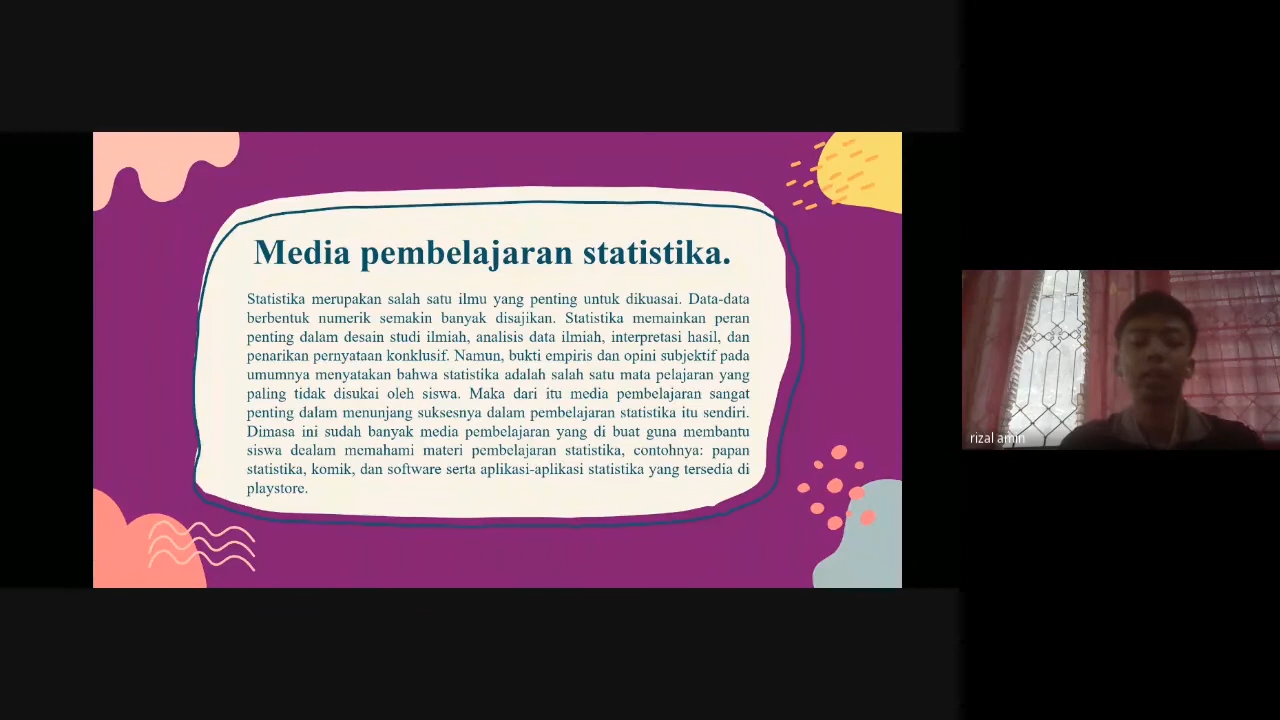 Media pembelajaran statistika.
Statistika merupakan salah satu ilmu yang penting untuk dikuasai. Data-data
berbentuk numerik semakin banyak disajikan. Statistika memainkan peran
penting dalam desain studi ilmiah, analisis data ilmiah, interpretasi hasil, dan
penarikan pernyataan konklusif. Namun, bukti empiris dan opini subjektif pada
umumnya menyatakan bahwa statistika adalah salah satu mata pelajaran yang
paling tidak disukai oleh siswa. Maka dari itu media pembelajaran sangat
penting dalam menunjang suksesnya dalam pembelajaran statistika itu sendiri.
Dimasa ini sudah banyak media pembelajaran yang di buat guna membantu
siswa dealam memahami materi pembelajaran statistika, contohnya: papan
statistika, komik, dan software serta aplikasi-aplikasi statistika yang tersedia di
playstore.
rizal amin